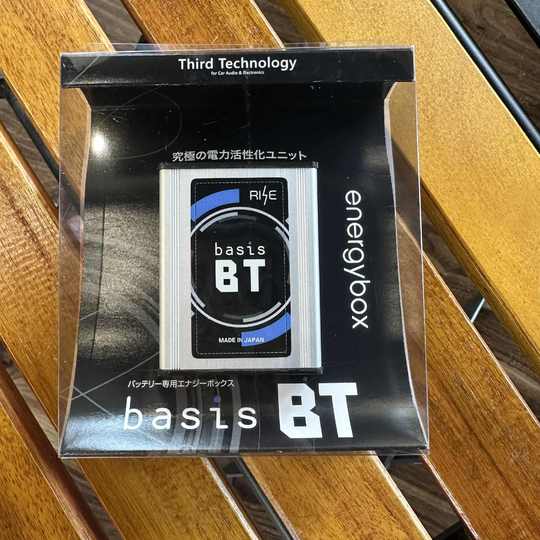 Third Technology
for Car Audio & Electronics
究極の電力活性化ユニット
RISE
basis
BT
MADE IN JAPAN
energybox
バッテリー専用エナジーボックス
basis BT